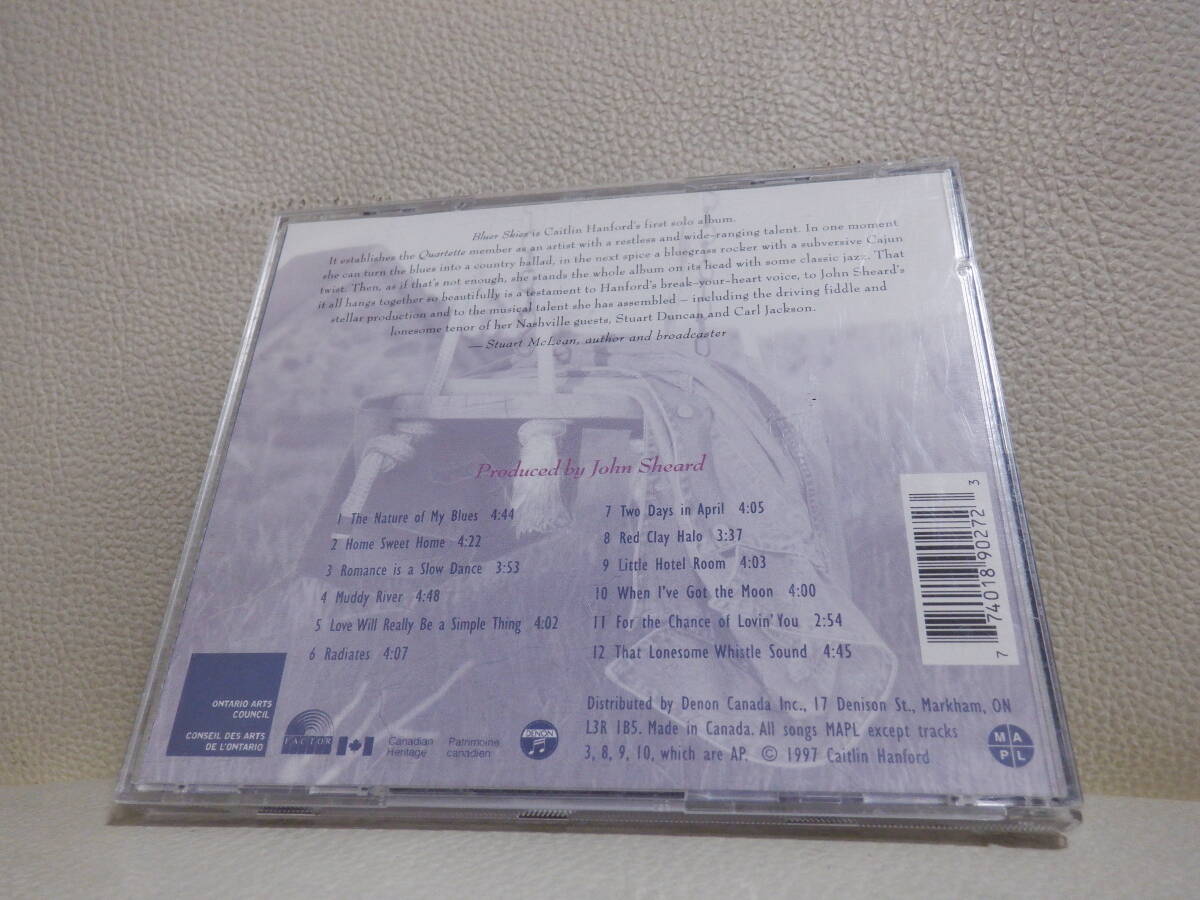 Bluer Skies is Caitlin Hanford's first solo album.
It establishes the Quartette member as an artist with a restless and wide-ranging talent. In one moment
she can turn the blues into a country ballad, in the next spice a bluegrass rocker with a subversive Cajun
twist. Then, as if that's not enough, she stands the whole album on its head with some classic jazz. That
it all hangs together so beautifully is a testament to Hanford's break-your-heart voice, to John Sheard's
stellar production and to the musical talent she has assembled – including the driving fiddle and
lonesome tenor of her Nashville guests, Stuart Duncan and Carl Jackson.
— Stuart McLean, author and broadcaster
Produced by John Sheard
1 The Nature of My Blues 4:44
2 Home Sweet Home 4:22
3 Romance is a Slow Dance 3:53
4 Muddy River 4:48
5 Love Will Really Be a Simple Thing 4:02
6 Radiates 4:07
7 Two Days in April 4:05
8 Red Clay Halo 3:37
9 Little Hotel Room 4:03
10 When I've Got the Moon 4:00
11 For the Chance of Lovin' You 2:54
12 That Lonesome Whistle Sound 4:45
7 74018 90272 3
ONTARIO ARTS
COUNCIL
CONSEIL DES ARTS
DE L'ONTARIO
FACTOR
Canadian
Heritage
Patrimoine
canadien
DENON
Distributed by Denon Canada Inc., 17 Denison St., Markham, ON
L3R 1B5. Made in Canada. All songs MAPL except tracks
3, 8, 9, 10, which are AP. © 1997 Caitlin Hanford
M A
P L